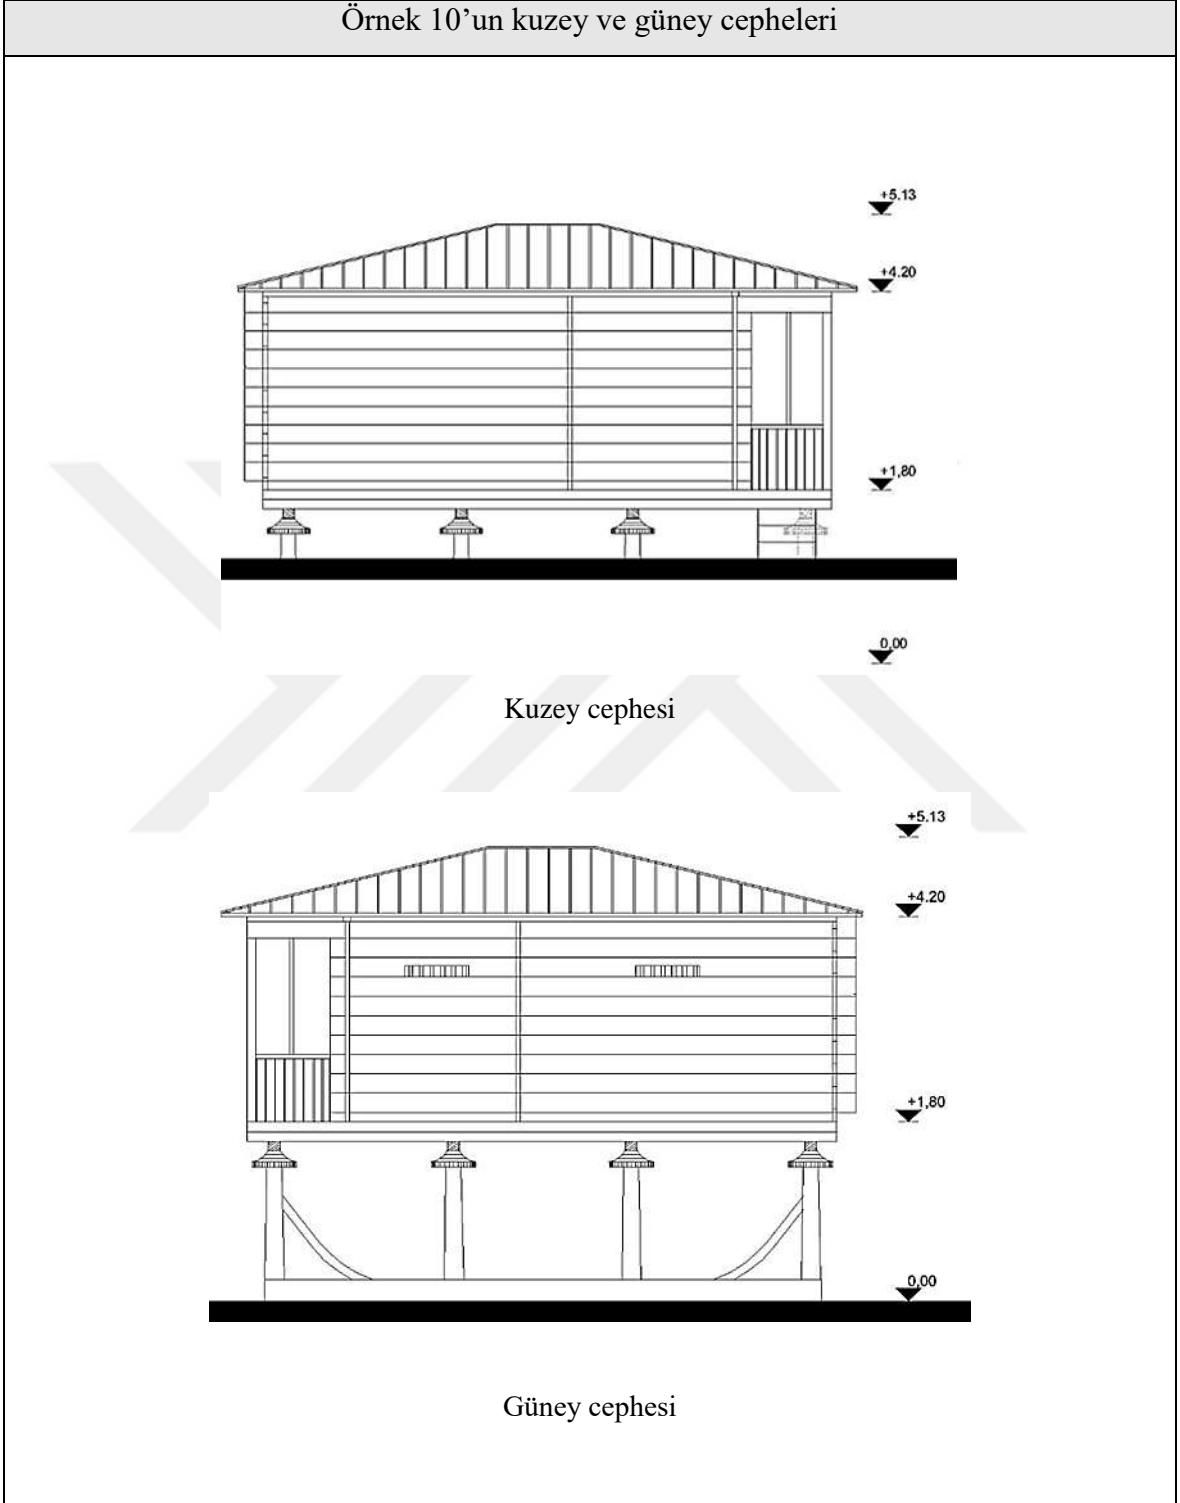 Örnek 10’un kuzey ve güney cepheleri
+5.13
+4.20
+1,80
0,00
Kuzey cephesi
+5.13
+4.20
+1,80
0,00
Güney cephesi